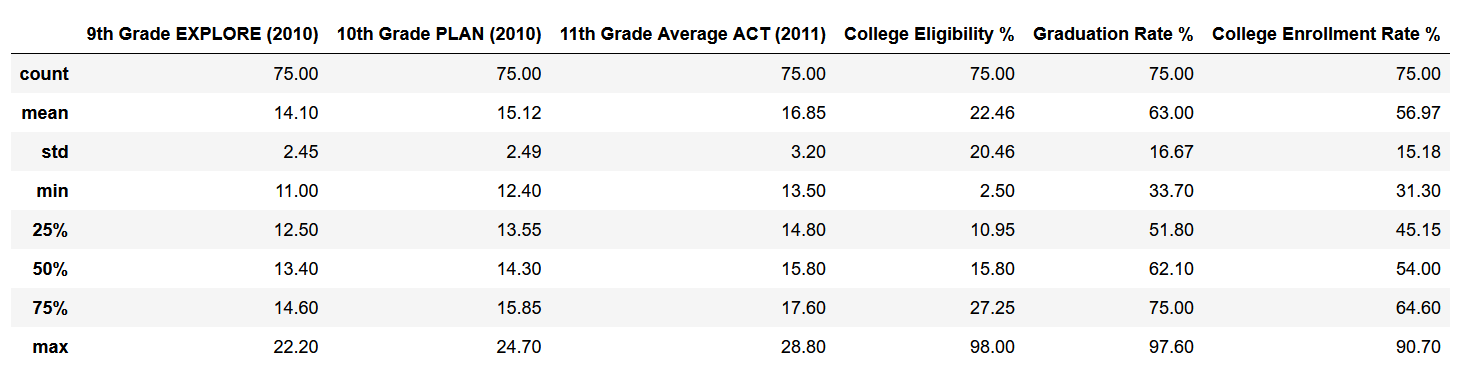 9th Grade EXPLORE (2010) 10th Grade PLAN (2010) 11th Grade Average ACT (2011) College Eligibility % Graduation Rate % College Enrollment Rate %
count 75.00 75.00 75.00 75.00 75.00 75.00
mean 14.10 15.12 16.85 22.46 63.00 56.97
std 2.45 2.49 3.20 20.46 16.67 15.18
min 11.00 12.40 13.50 2.50 33.70 31.30
25% 12.50 13.55 14.80 10.95 51.80 45.15
50% 13.40 14.30 15.80 15.80 62.10 54.00
75% 14.60 15.85 17.60 27.25 75.00 64.60
max 22.20 24.70 28.80 98.00 97.60 90.70